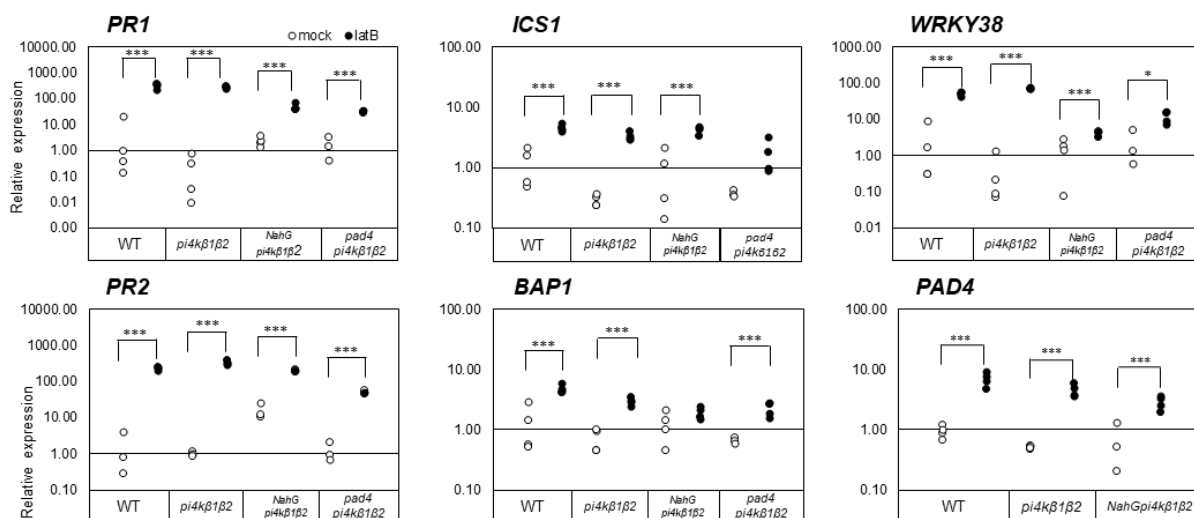 PR1
○ mock ● latB
Relative expression
10000.00
1000.00
100.00
10.00
1.00
0.10
0.01
0.00
*** *** *** ***
WT
pi4kβ1β2
NahG
pi4kβ1β2
pad4
pi4kβ1β2
ICS1
100.00
10.00
1.00
0.10
*** *** ***
WT
pi4kβ1β2
NahG
pi4kβ1β2
pad4
pi4k6162
WRKY38
1000.00
100.00
10.00
1.00
0.10
0.01
*** *** *** *
WT
pi4kβ1β2
NahG
pi4kβ1β2
pad4
pi4kβ1β2
PR2
Relative expression
10000.00
1000.00
100.00
10.00
1.00
0.10
*** *** *** ***
WT
pi4kβ1β2
NahG
pi4kβ1β2
pad4
pi4kβ1β2
BAP1
100.00
10.00
1.00
0.10
*** *** ***
WT
pi4kβ1β2
NahG
pi4kβ1β2
pad4
pi4kβ1β2
PAD4
100.00
10.00
1.00
0.10
*** *** ***
WT
pi4kβ1β2
NahGpi4kβ1β2